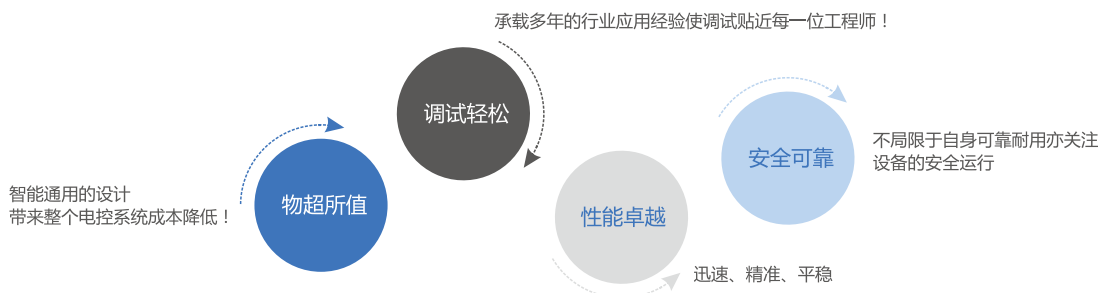 承载多年的行业应用经验使调试贴近每一位工程师！
调试轻松
智能通用的设计
带来整个电控系统成本降低！
物超所值
性能卓越
迅速、精准、平稳
安全可靠
不局限于自身可靠耐用亦关注
设备的安全运行